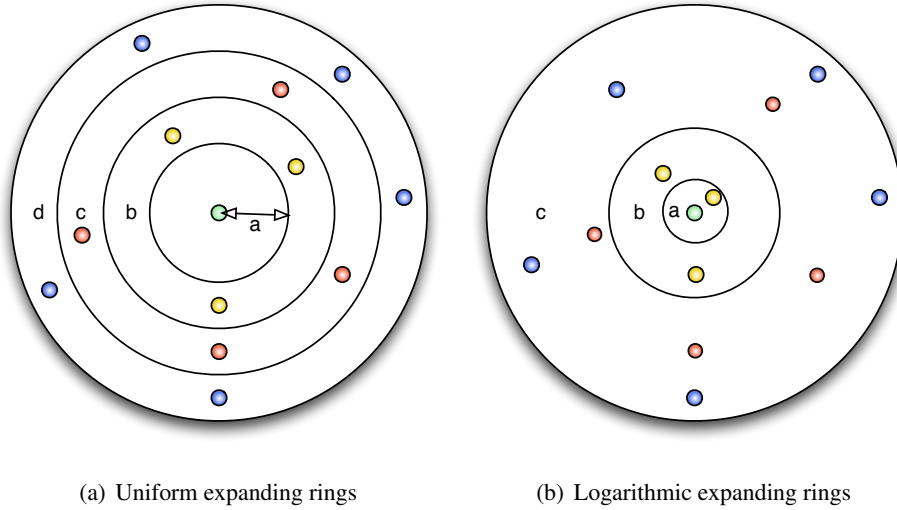 d c b a
c b a
(a) Uniform expanding rings
(b) Logarithmic expanding rings